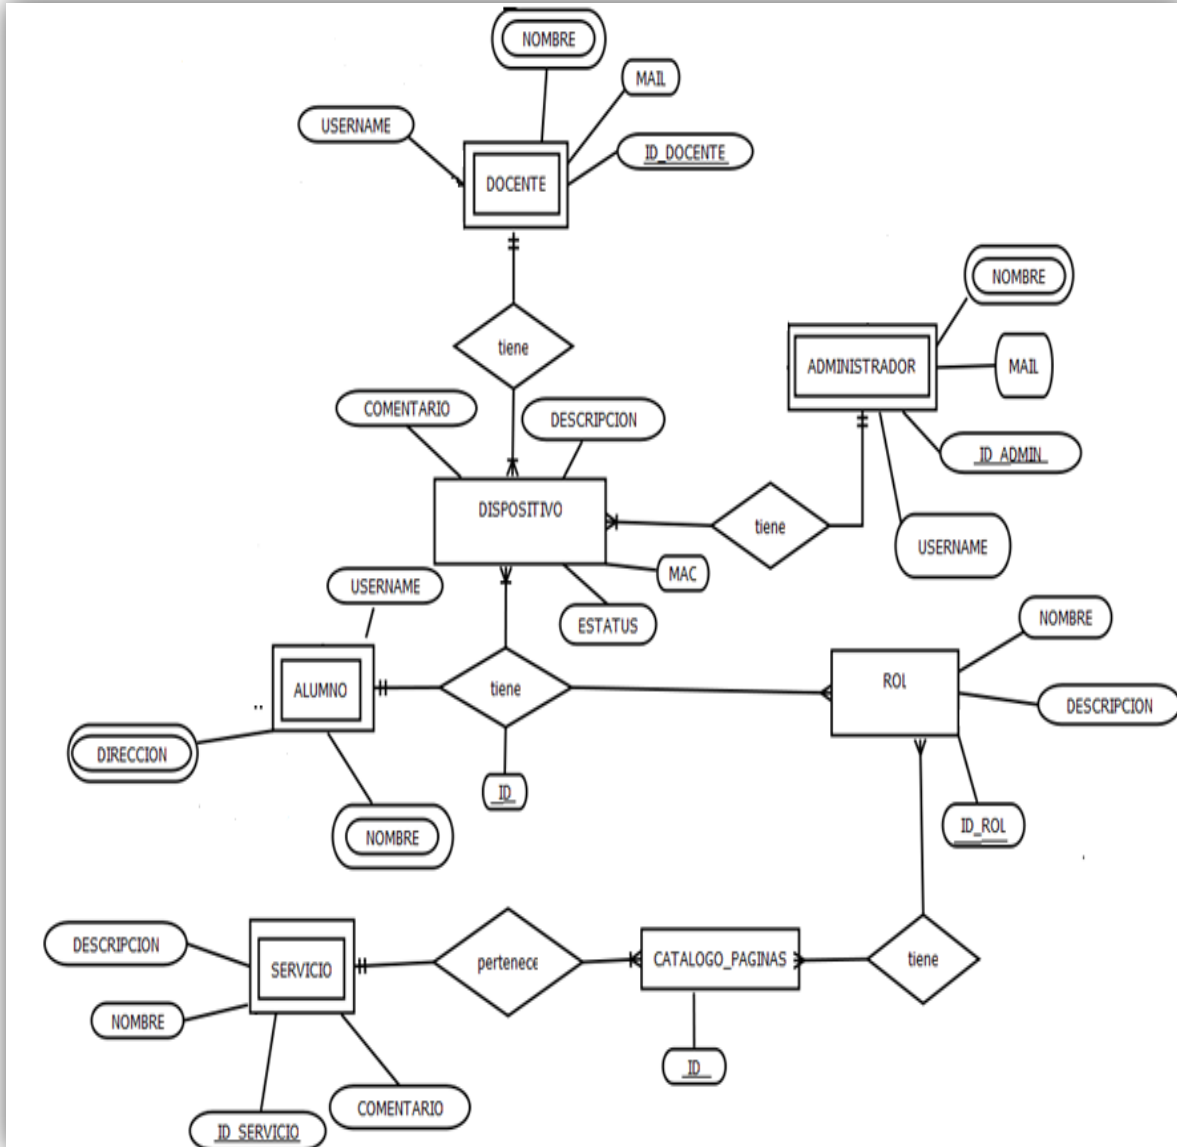 NOMBRE
MAIL
USERNAME
ID_DOCENTE
DOCENTE
NOMBRE
tiene
ADMINISTRADOR
MAIL
COMENTARIO
DESCRIPCION
ID_ADMIN
DISPOSITIVO
tiene
USERNAME
MAC
USERNAME
ESTATUS
NOMBRE
ALUMNO
tiene
ROL
DESCRIPCION
DIRECCION
ID
NOMBRE
ID_ROL
DESCRIPCION
SERVICIO
pertenece
CATALOGO_PAGINAS
tiene
NOMBRE
ID
COMENTARIO
ID_SERVICIO